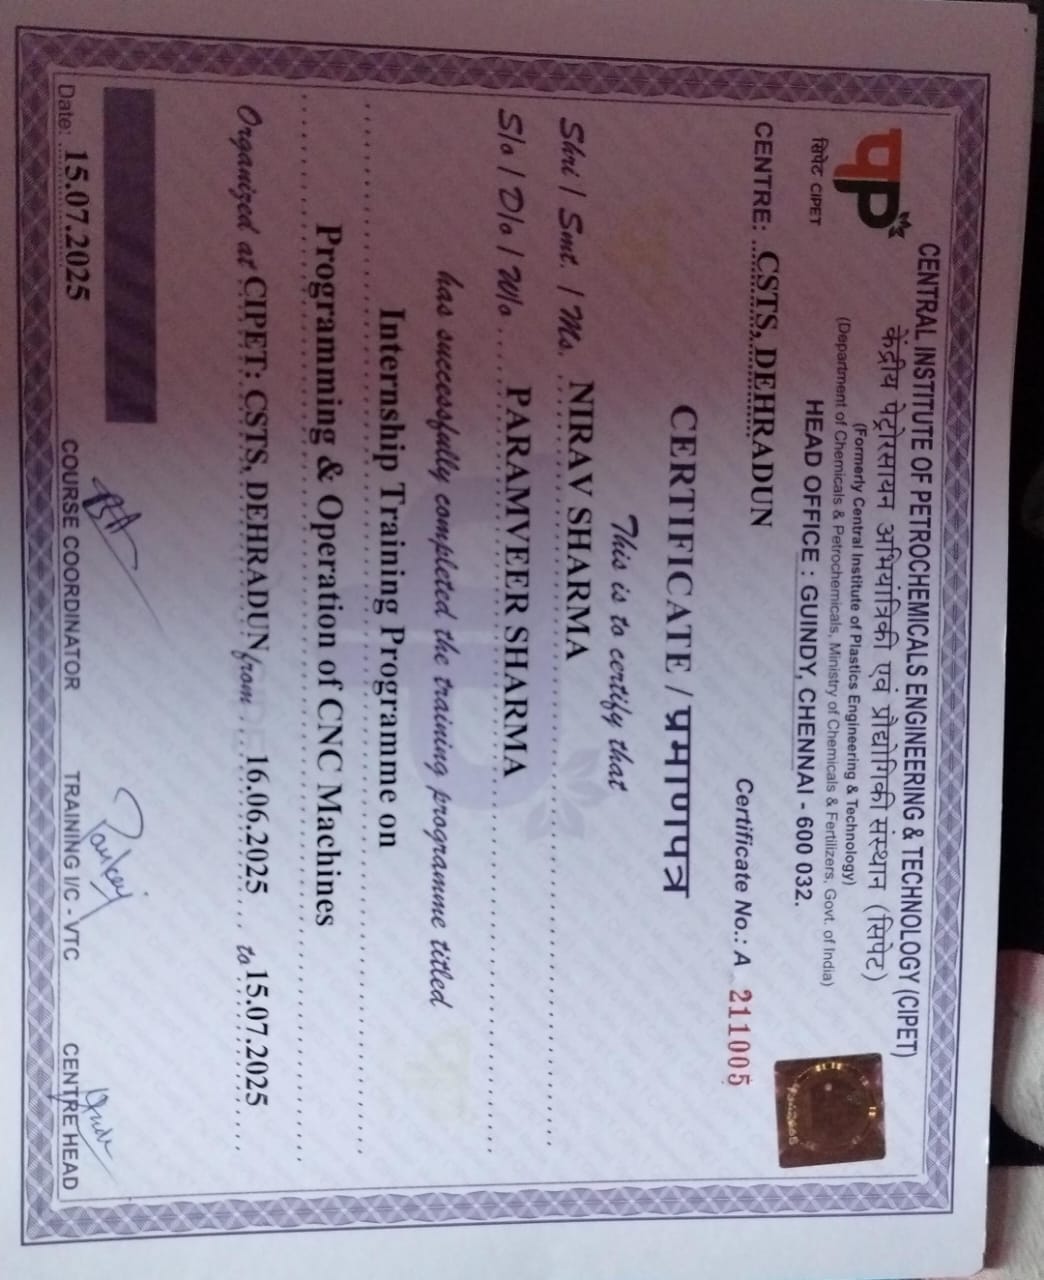 CENTRAL INSTITUTE OF PETROCHEMICALS ENGINEERING & TECHNOLOGY (CIPET)
केंद्रीय पेट्रोरसायन अभियांत्रिकी एवं प्रौद्योगिकी संस्थान (सिपेट)
(Formerly Central Institute of Plastics Engineering & Technology)
(Department of Chemicals & Petrochemicals, Ministry of Chemicals & Fertilizers, Govt. of India)
HEAD OFFICE : GUINDY, CHENNAI - 600 032.
सिपेट CIPET
CENTRE: CSTS, DEHRADUN
Certificate No.: A 211005
CERTIFICATE / प्रमाणपत्र
This is to certify that
Shri / Smt. / Ms. NIRAV SHARMA
S/o / D/o / W/o PARAMVEER SHARMA
has successfully completed the training programme titled
Internship Training Programme on
Programming & Operation of CNC Machines
Organized at CIPET: CSTS, DEHRADUN from 16.06.2025 to 15.07.2025
Date: 15.07.2025
COURSE COORDINATOR
TRAINING I/C - VTC
CENTRE HEAD